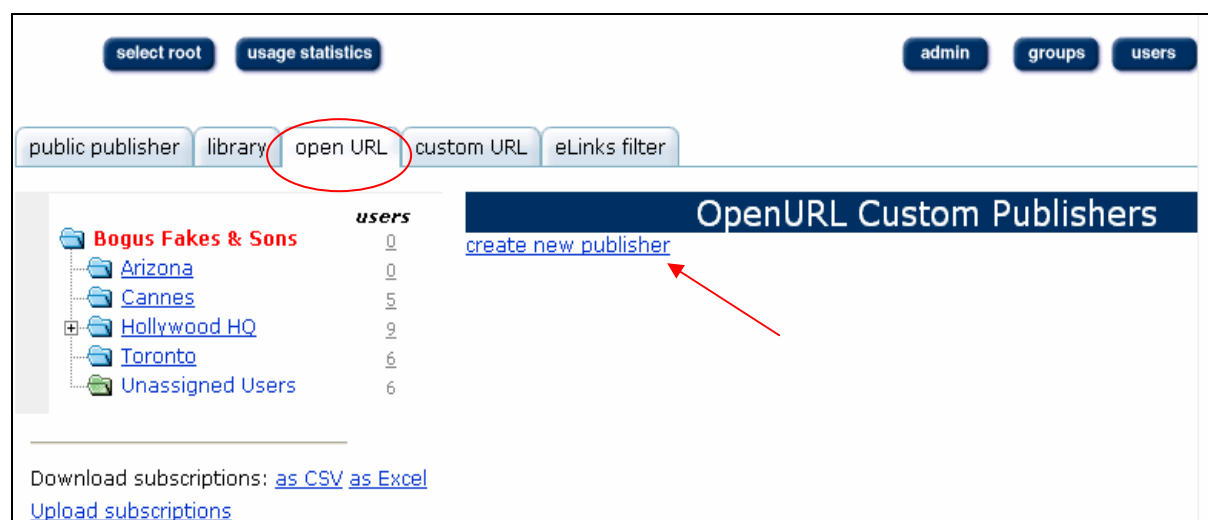 select root usage statistics admin groups users
public publisher library open URL custom URL eLinks filter
users
Bogus Fakes & Sons 0
Arizona 0
Cannes 5
Hollywood HQ 9
Toronto 6
Unassigned Users 6
OpenURL Custom Publishers
create new publisher
Download subscriptions: as CSV as Excel
Upload subscriptions